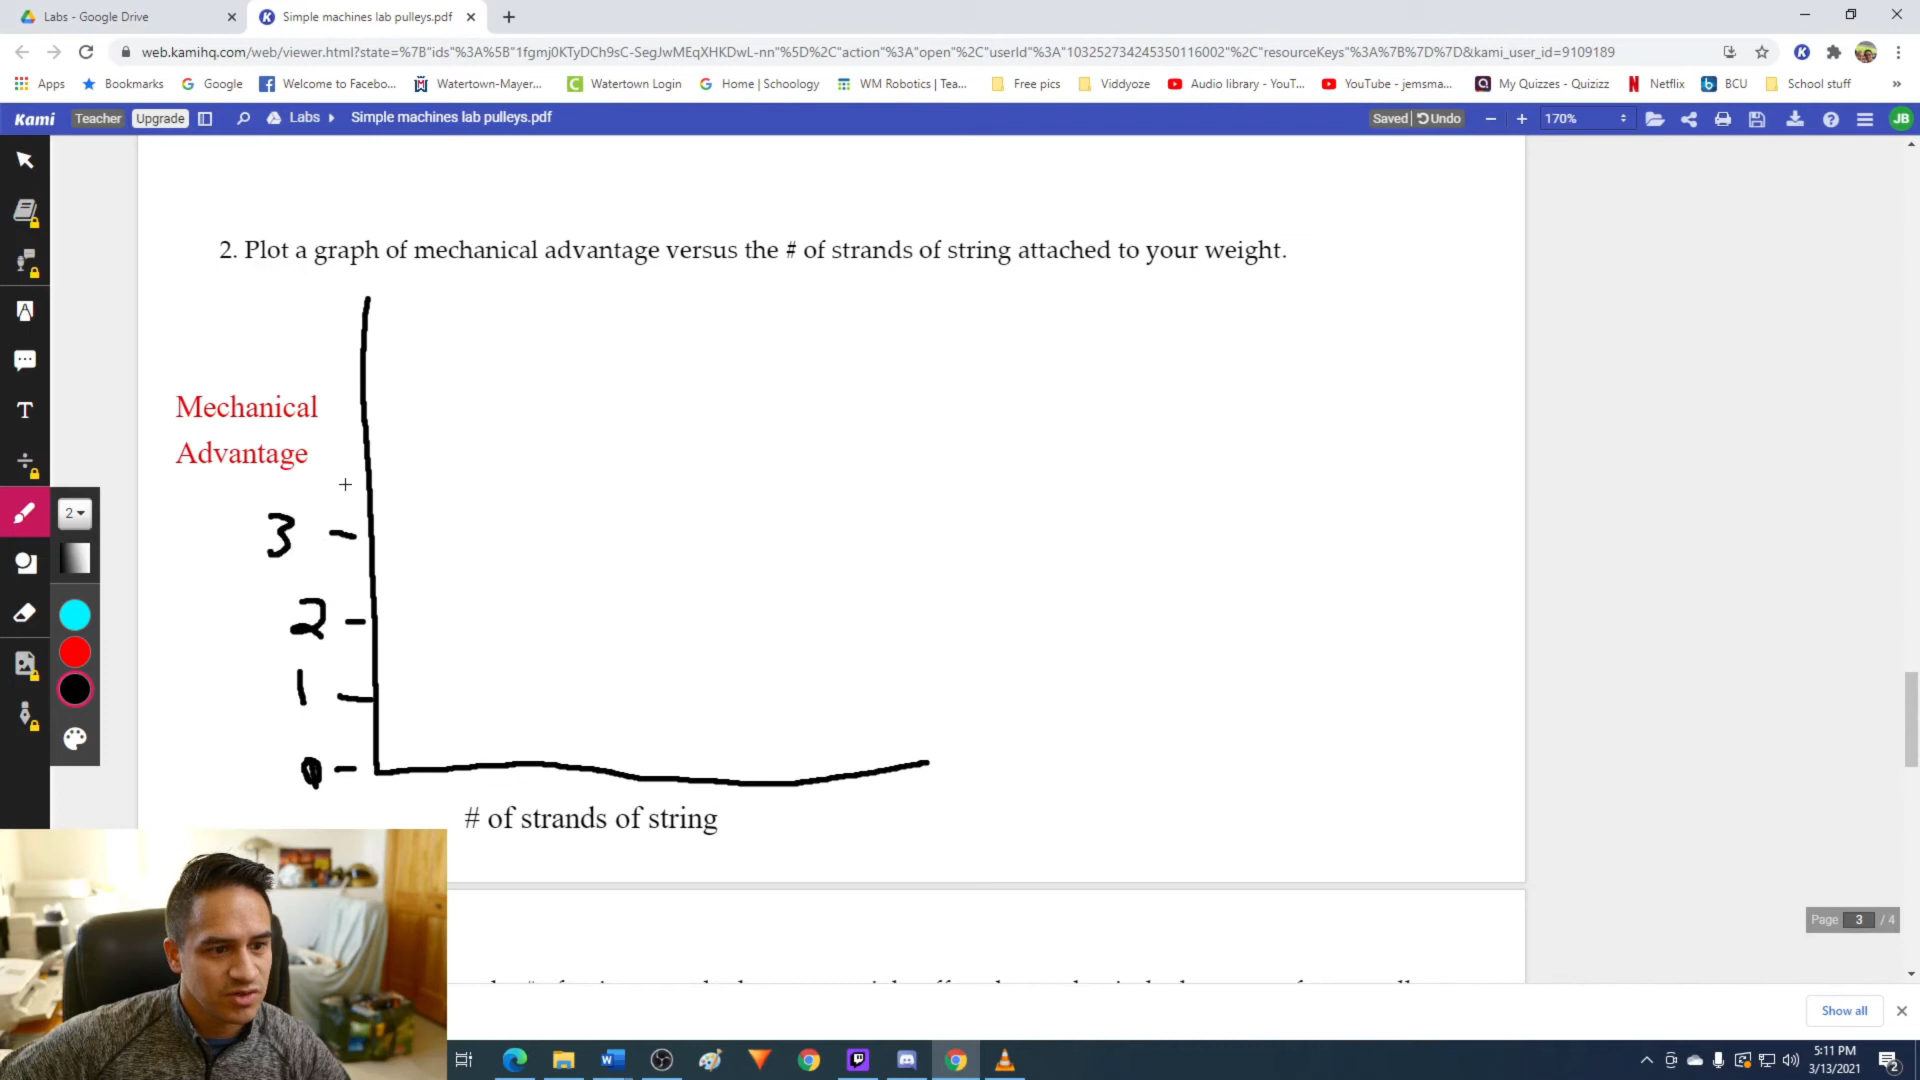 Labs - Google Drive
Simple machines lab pulleys.pdf
web.kamihq.com/web/viewer.html?state=%7B"ids"%3A%5B"1fgmj0KTyDCh9sC-SegJwMEqXHKDwL-nn"%5D%2C"action"%3A"open"%2C"userId"%3A"103252734245350116002"%2C"resourceKeys"%3A%7B%7D%7D&kami_user_id=9109189
Apps Bookmarks Google Welcome to Facebo... Watertown-Mayer... Watertown Login Home | Schoology WM Robotics ( Tea... Free pics Viddyoze Audio library - YouT... YouTube - jemsma... My Quizzes - Quizizz Netflix BCU School stuff
Kami Teacher Upgrade Labs Simple machines lab pulleys.pdf Saved Undo 170% JB
2. Plot a graph of mechanical advantage versus the # of strands of string attached to your weight.
Mechanical
Advantage
2
3
2
1
0
# of strands of string
Page 3 / 4
Show all
5:11 PM
3/13/2021
2